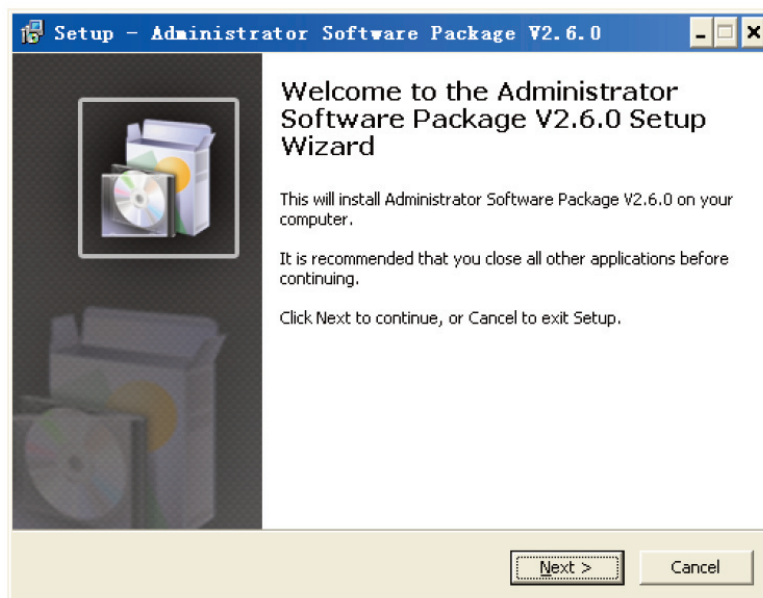 Setup - Administrator Software Package V2.6.0
Welcome to the Administrator
Software Package V2.6.0 Setup
Wizard
This will install Administrator Software Package V2.6.0 on your
computer.
It is recommended that you close all other applications before
continuing.
Click Next to continue, or Cancel to exit Setup.
Next >
Cancel